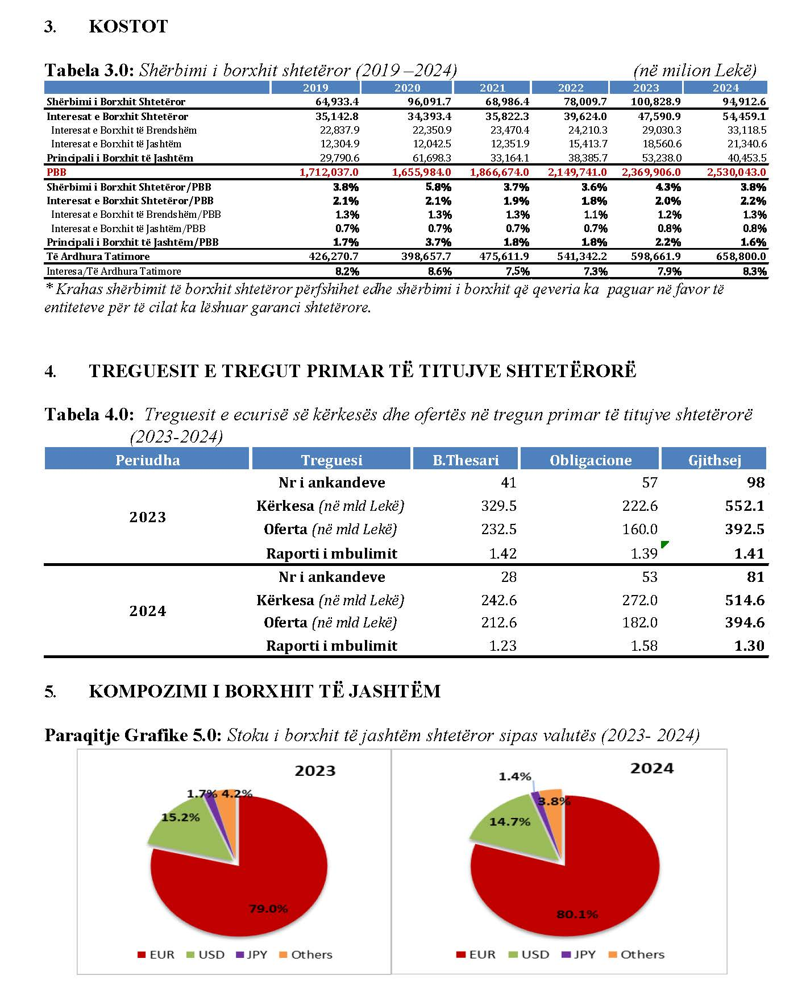 3. KOSTOT
Tabela 3.0: Shërbimi i borxhit shtetëror (2019 –2024) (në milion Lekë)
2019 2020 2021 2022 2023 2024
Shërbimi i Borxhit Shtetëror 64,933.4 96,091.7 68,986.4 78,009.7 100,828.9 94,912.6
Interesat e Borxhit Shtetëror 35,142.8 34,393.4 35,822.3 39,624.0 47,590.9 54,459.1
Interesat e Borxhit të Brendshëm 22,837.9 22,350.9 23,470.4 24,210.3 29,030.3 33,118.5
Interesat e Borxhit të Jashtëm 12,304.9 12,042.5 12,351.9 15,413.7 18,560.6 21,340.6
Principali i Borxhit të Jashtëm 29,790.6 61,698.3 33,164.1 38,385.7 53,238.0 40,453.5
PBB 1,712,037.0 1,655,984.0 1,866,674.0 2,149,741.0 2,369,906.0 2,530,043.0
Shërbimi i Borxhit Shtetëror/PBB 3.8% 5.8% 3.7% 3.6% 4.3% 3.8%
Interesat e Borxhit Shtetëror/PBB 2.1% 2.1% 1.9% 1.8% 2.0% 2.2%
Interesat e Borxhit të Brendshëm/PBB 1.3% 1.3% 1.3% 1.1% 1.2% 1.3%
Interesat e Borxhit të Jashtëm/PBB 0.7% 0.7% 0.7% 0.7% 0.8% 0.8%
Principali i Borxhit të Jashtëm/PBB 1.7% 3.7% 1.8% 1.8% 2.2% 1.6%
Të Ardhura Tatimore 426,270.7 398,657.7 475,611.9 541,342.2 598,661.9 658,800.0
Interesa/Të Ardhura Tatimore 8.2% 8.6% 7.5% 7.3% 7.9% 8.3%
* Krahas shërbimit të borxhit shtetëror përfshihet edhe shërbimi i borxhit që qeveria ka paguar në favor të
entiteteve për të cilat ka lëshuar garanci shtetërore.
4. TREGUESIT E TREGUT PRIMAR TË TITUJVE SHTETËRORË
Tabela 4.0: Treguesit e ecurisë së kërkesës dhe ofertës në tregun primar të titujve shtetërorë
(2023-2024)
Periudha Treguesi B.Thesari Obligacione Gjithsej
Nr i ankandeve 41 57 98
Kërkesa (në mld Lekë) 329.5 222.6 552.1
2023
Oferta (në mld Lekë) 232.5 160.0 392.5
Raporti i mbulimit 1.42 1.39 1.41
Nr i ankandeve 28 53 81
Kërkesa (në mld Lekë) 242.6 272.0 514.6
2024
Oferta (në mld Lekë) 212.6 182.0 394.6
Raporti i mbulimit 1.23 1.58 1.30
5. KOMPOZIMI I BORXHIT TË JASHTËM
Paraqitje Grafike 5.0: Stoku i borxhit të jashtëm shtetëror sipas valutës (2023- 2024)
2023
1.7% 4.2%
15.2%
79.0%
EUR USD JPY Others
2024
1.4%
3.8%
14.7%
80.1%
EUR USD JPY Others